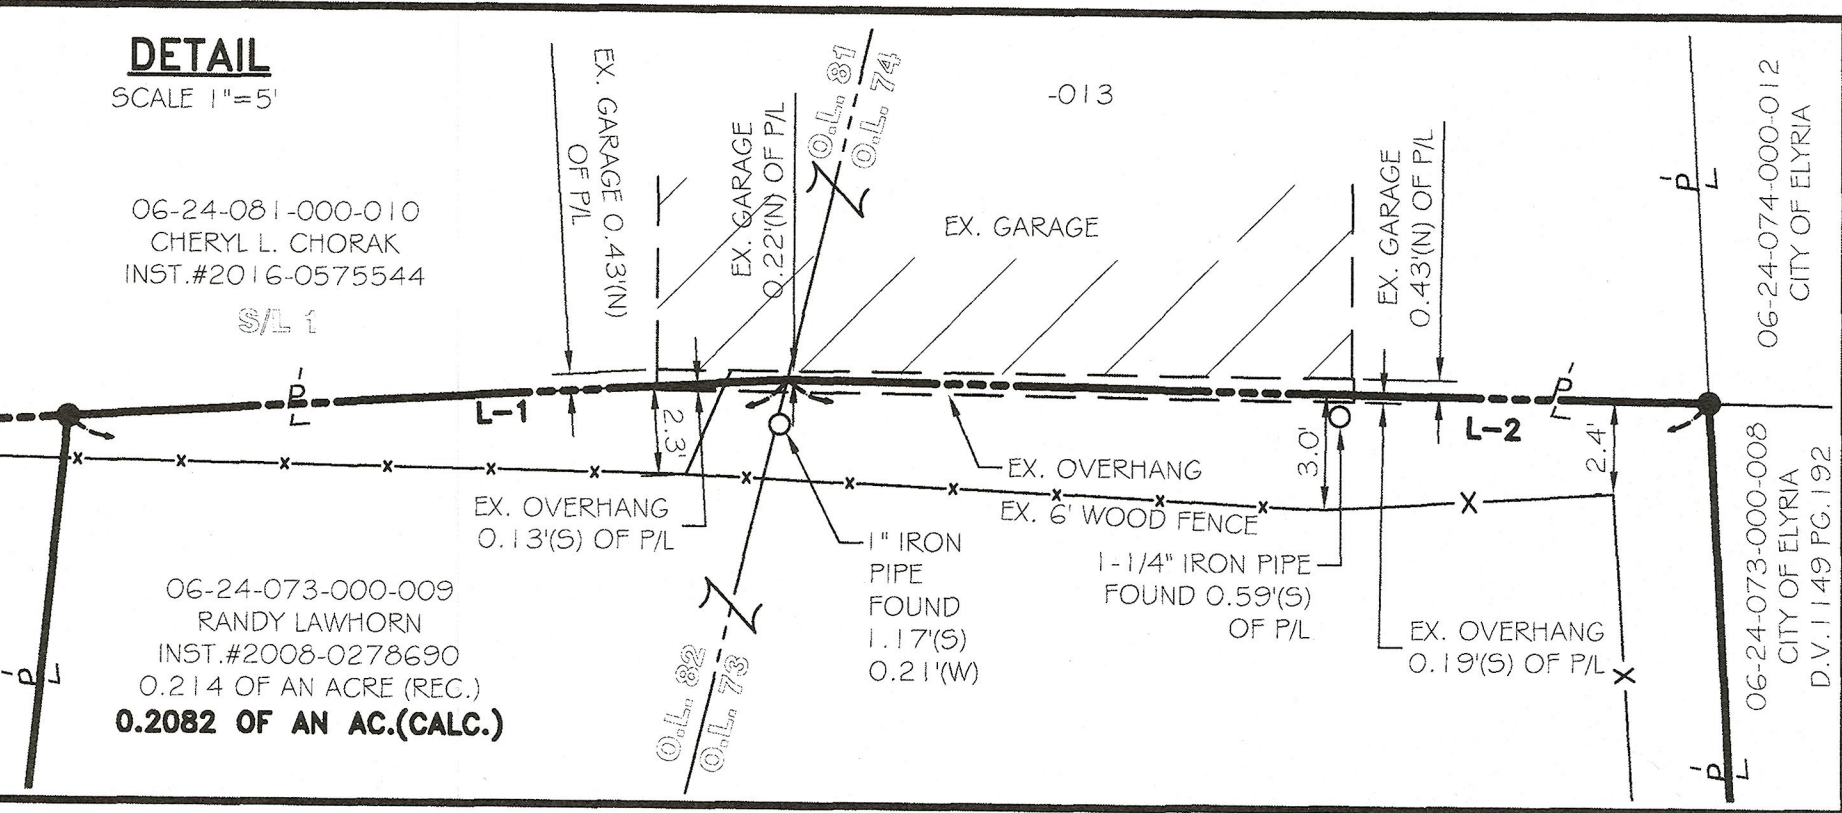 DETAIL
SCALE 1"=5'
06-24-081-000-010
CHERYL L. CHORAK
INST.#2016-0575544
S/L 1
EX. GARAGE 0.43'(N)
OF P/L
EX. GARAGE
0.22'(N) OF P/L
O.L. 81
O.L. 74
-013
EX. GARAGE
EX. GARAGE
0.43'(N) OF P/L
06-24-074-000-012
CITY OF ELYRIA
P
L
P
L
P
L
L-1
L-2
2.3'
3.0'
2.4'
EX. OVERHANG
EX. 6' WOOD FENCE
EX. OVERHANG
0.13'(S) OF P/L
1" IRON
PIPE
FOUND
1.17'(S)
0.21'(W)
1-1/4" IRON PIPE
FOUND 0.59'(S)
OF P/L
EX. OVERHANG
0.19'(S) OF P/L
06-24-073-000-009
RANDY LAWHORN
INST.#2008-0278690
0.214 OF AN ACRE (REC.)
0.2082 OF AN AC.(CALC.)
O.L. 82
O.L. 73
06-24-073-000-008
CITY OF ELYRIA
D.V.1149 PG.192
P
L
P
L